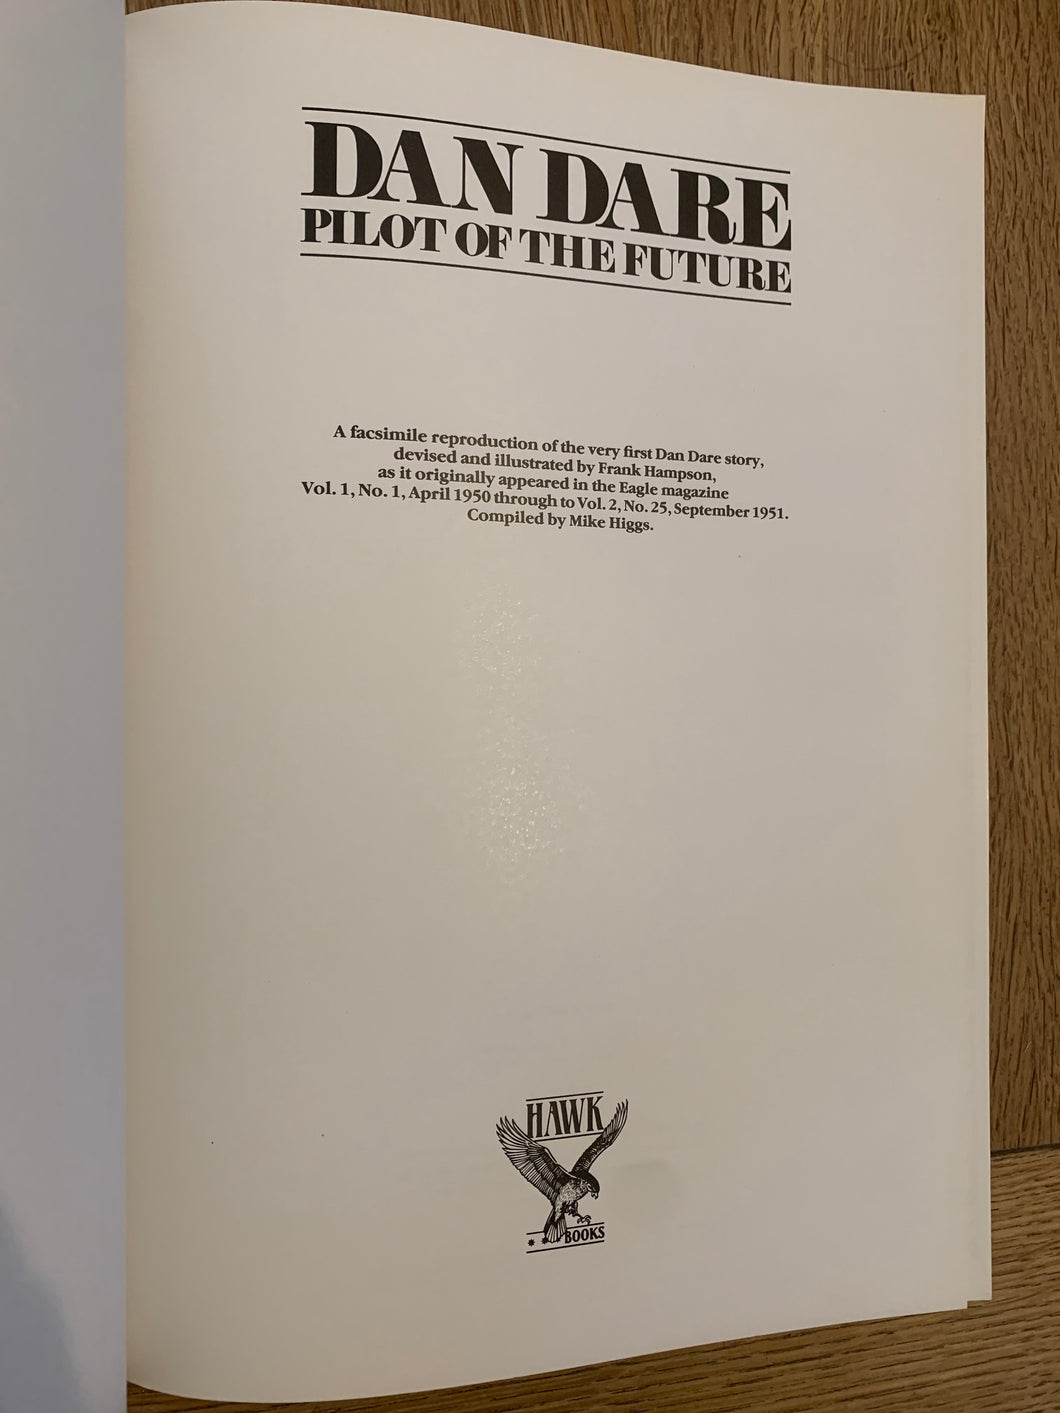 DAN DARE
PILOT OF THE FUTURE
A facsimile reproduction of the very first Dan Dare story,
devised and illustrated by Frank Hampson,
as it originally appeared in the Eagle magazine
Vol. 1, No. 1, April 1950 through to Vol. 2, No. 25, September 1951.
Compiled by Mike Higgs.
HAWK
BOOKS